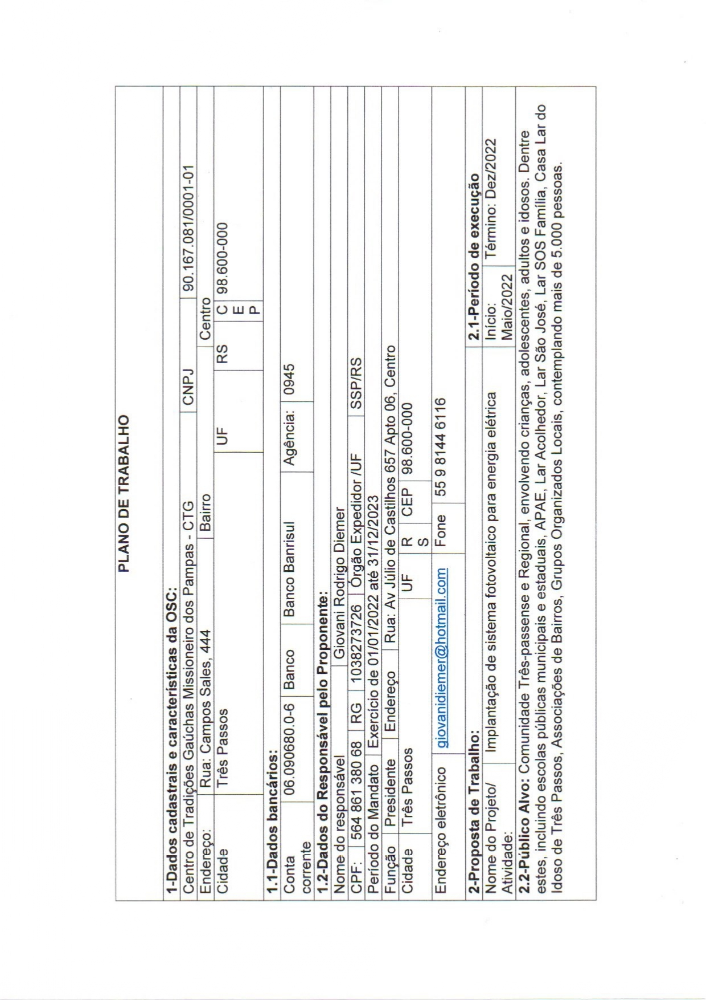 PLANO DE TRABALHO
1-Dados cadastrais e características da OSC:
Centro de Tradições Gaúchas Missioneiro dos Pampas - CTG CNPJ 90.167.081/0001-01
Endereço: Rua: Campos Sales, 444 Bairro Centro
Cidade Três Passos UF RS C 98.600-000
E
P
1.1-Dados bancários:
Conta 06.090680.0-6 Banco Banco Banrisul Agência: 0945
corrente
1.2-Dados do Responsável pelo Proponente:
Nome do responsável Giovani Rodrigo Diemer
CPF: 564 861 380 68 RG 1038273726 Órgão Expedidor /UF SSP/RS
Período do Mandato Exercício de 01/01/2022 até 31/12/2023
Função Presidente Endereço Rua: Av Júlio de Castilhos 657 Apto 06, Centro
Cidade Três Passos UF R CEP 98.600-000
S
Endereço eletrônico giovanidiemer@hotmail.com Fone 55 9 8144 6116
2-Proposta de Trabalho: 2.1-Período de execução
Nome do Projeto/ Implantação de sistema fotovoltaico para energia elétrica Início: Término: Dez/2022
Atividade: Maio/2022
2.2-Público Alvo: Comunidade Três-passense e Regional, envolvendo crianças, adolescentes, adultos e idosos. Dentre
estes, incluindo escolas públicas municipais e estaduais, APAE, Lar Acolhedor, Lar São José, Lar SOS Família, Casa Lar do
Idoso de Três Passos, Associações de Bairros, Grupos Organizados Locais, contemplando mais de 5.000 pessoas.